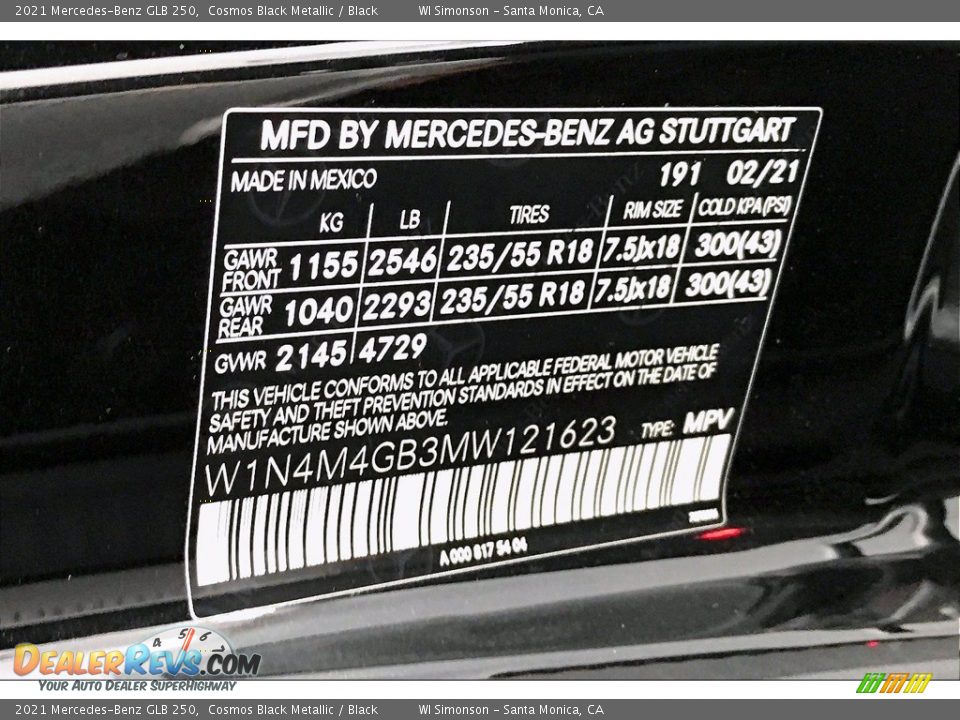 2021 Mercedes-Benz GLB 250, Cosmos Black Metallic / Black WI Simonson - Santa Monica, CA
MFD BY MERCEDES-BENZ AG STUTTGART
MADE IN MEXICO 191 02/21
KG LB TIRES RIM SIZE COLD KPA(PSI)
GAWR FRONT 1155 2546 235/55 R18 7.5Jx18 300(43)
GAWR REAR 1040 2293 235/55 R18 7.5Jx18 300(43)
GVWR 2145 4729
THIS VEHICLE CONFORMS TO ALL APPLICABLE FEDERAL MOTOR VEHICLE
SAFETY AND THEFT PREVENTION STANDARDS IN EFFECT ON THE DATE OF
MANUFACTURE SHOWN ABOVE.
W1N4M4GB3MW121623 TYPE: MPV
A 000 817 54 04
4 5 6
DEALERREVS.COM
YOUR AUTO DEALER SUPERHIGHWAY
2021 Mercedes-Benz GLB 250, Cosmos Black Metallic / Black WI Simonson - Santa Monica, CA